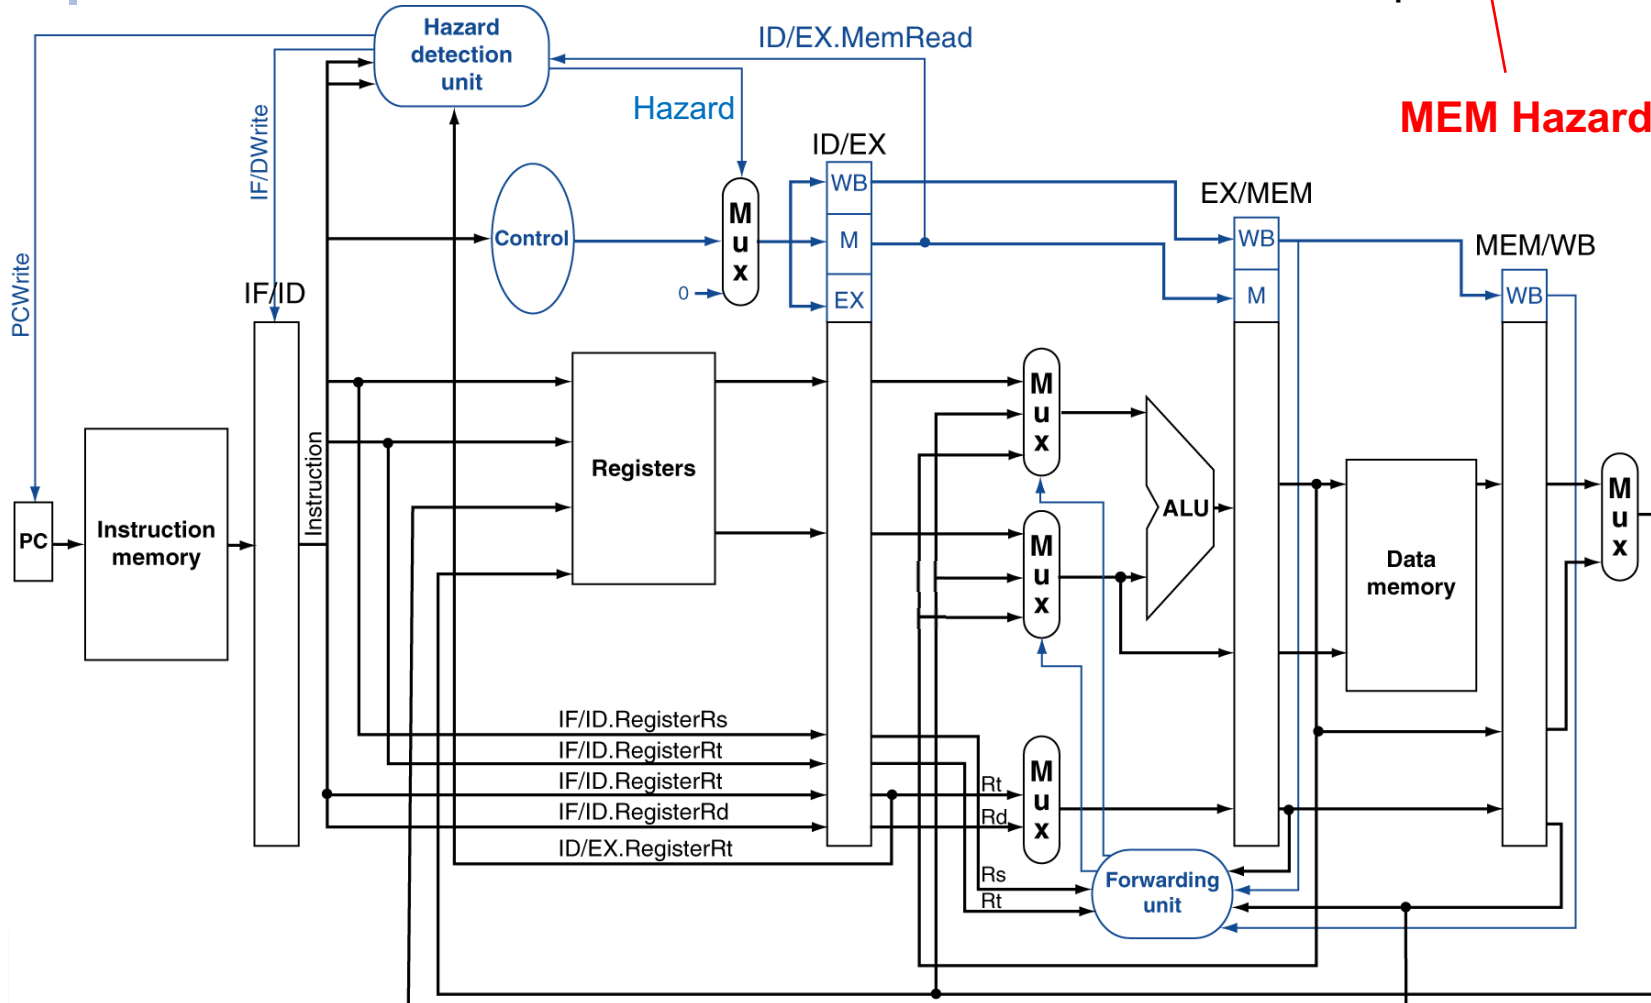 Hazard
detection
unit
ID/EX.MemRead
Hazard
MEM Hazard
IF/DWrite
PCWrite
ID/EX
WB
M
EX
Control
M
u
x
0
EX/MEM
WB
M
MEM/WB
WB
IF/ID
Instruction
PC
Instruction
memory
Registers
M
u
x
M
u
x
ALU
Data
memory
M
u
x
IF/ID.RegisterRs
IF/ID.RegisterRt
IF/ID.RegisterRt
IF/ID.RegisterRd
ID/EX.RegisterRt
Rt
Rd
M
u
x
Rs
Rt
Forwarding
unit